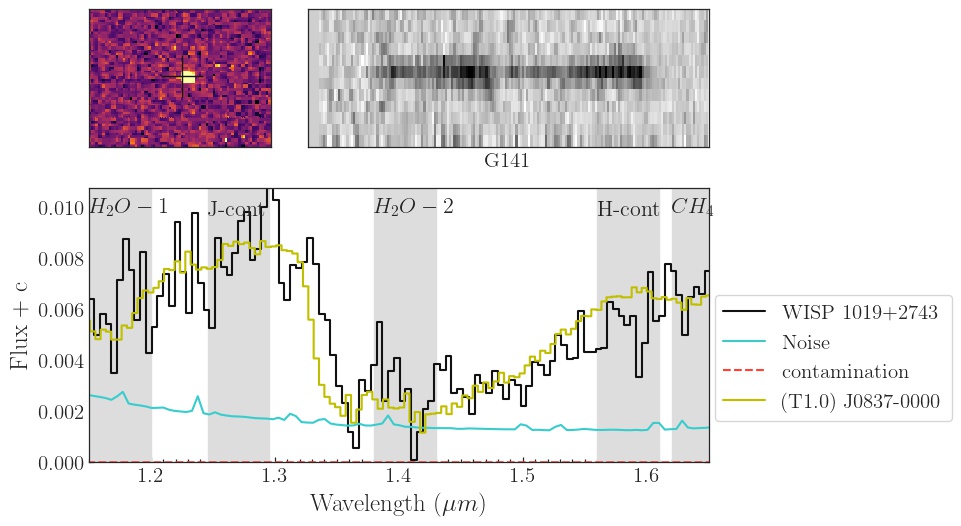 G141
H₂O − 1
J-cont
H₂O − 2
H-cont
CH₄
0.010
0.008
0.006
0.004
0.002
0.000
Flux + c
1.2
1.3
1.4
1.5
1.6
Wavelength (μm)
WISP 1019+2743
Noise
contamination
(T1.0) J0837-0000